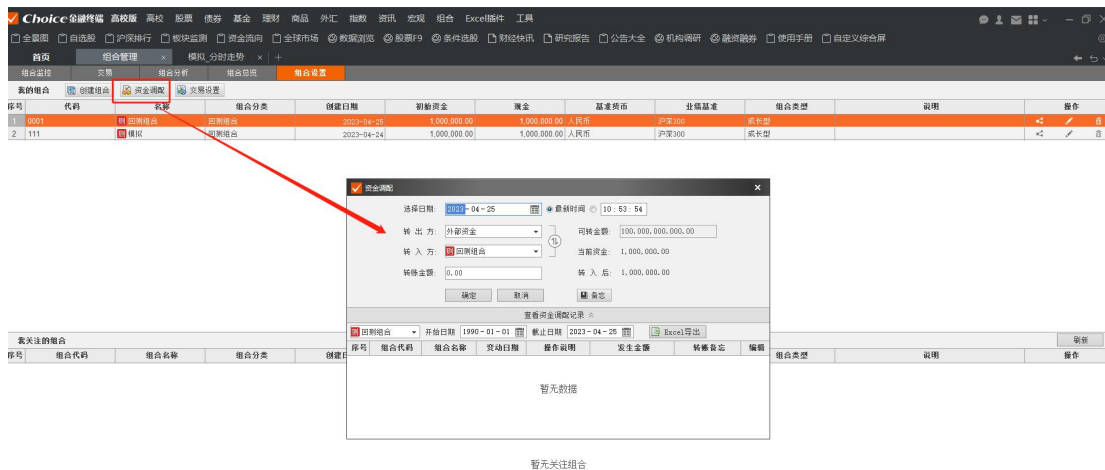 Choice金融终端 高校版 高校 股票 债券 基金 理财 商品 外汇 指数 资讯 宏观 组合 Excel插件 工具
全景图 自选股 沪深排行 板块监测 资金流向 全球市场 数据浏览 股票F9 条件选股 财经快讯 研究报告 公告大全 机构调研 融资融券 使用手册 自定义综合屏
首页 组合管理 × 模拟_分时走势 × +
组合监控 交易 组合分析 组合总览 组合设置
我的组合 创建组合 资金调配 交易设置
序号 代码 名称 组合分类 创建日期 初始资金 现金 基准货币 业绩基准 组合类型 说明 操作
1 0001 回测组合 回测组合 2023-04-25 1,000,000.00 1,000,000.00 人民币 沪深300 成长型
2 111 模拟 回测组合 2023-04-24 1,000,000.00 1,000,000.00 人民币 沪深300 成长型
资金调配 ×
选择日期: 2023-04-25 最新时间 10:53:54
转 出 方: 外部资金 可转金额: 100,000,000,000.00
转 入 方: 测 回测组合 当前资金: 1,000,000.00
转账金额: 0.00 转 入 后: 1,000,000.00
确定 取消 备忘
查看资金调配记录
测 回测组合 开始日期 1990-01-01 截止日期 2023-04-25 Excel导出
序号 组合代码 组合名称 变动日期 操作说明 发生金额 转账备忘 编辑
暂无数据
我关注的组合 刷新
序号 组合代码 组合名称 组合分类 创建日 组合类型 说明 操作
暂无关注组合